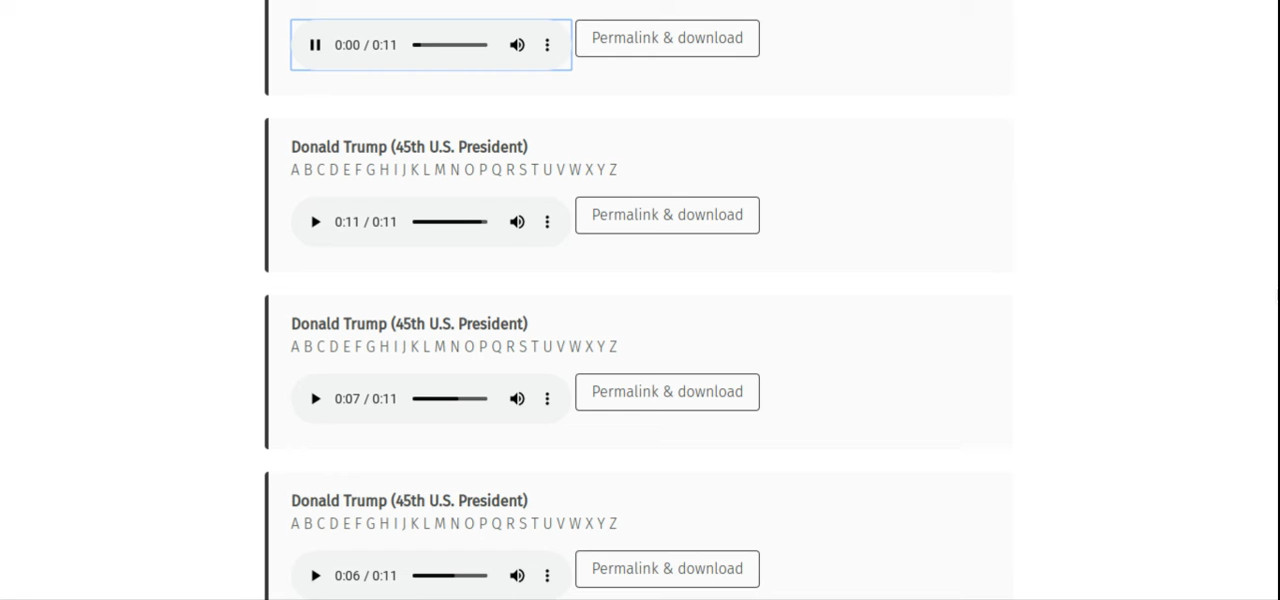 0:00 / 0:11 Permalink & download
Donald Trump (45th U.S. President)
A B C D E F G H I J K L M N O P Q R S T U V W X Y Z
0:11 / 0:11 Permalink & download
Donald Trump (45th U.S. President)
A B C D E F G H I J K L M N O P Q R S T U V W X Y Z
0:07 / 0:11 Permalink & download
Donald Trump (45th U.S. President)
A B C D E F G H I J K L M N O P Q R S T U V W X Y Z
0:06 / 0:11 Permalink & download